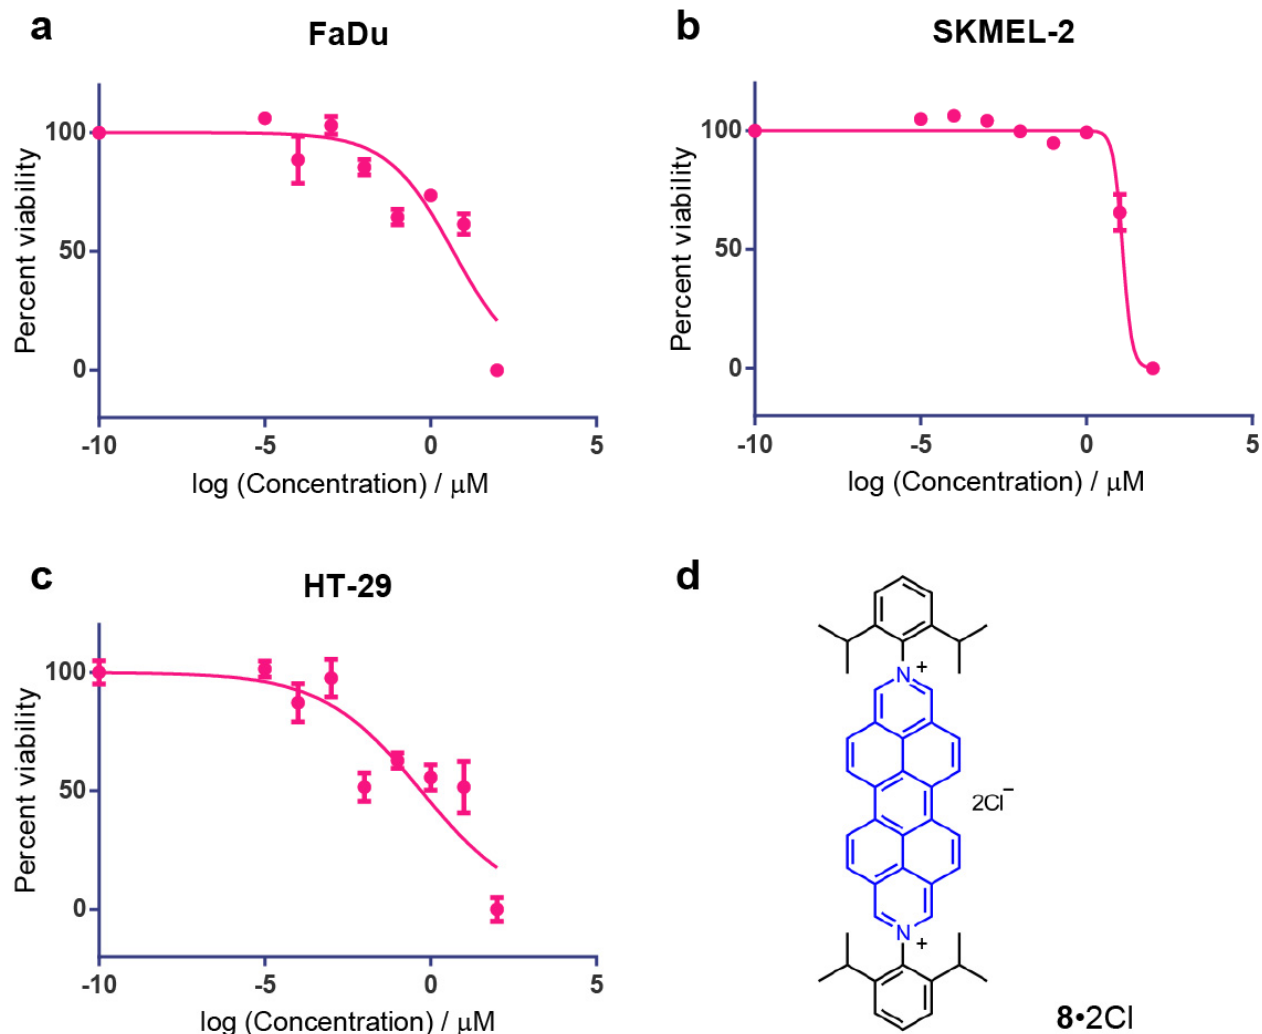 a
FaDu
Percent viability
100
50
0
-10
-5
0
5
log (Concentration) / μM
b
SKMEL-2
Percent viability
100
50
0
-10
-5
0
5
log (Concentration) / μM
c
HT-29
Percent viability
100
50
0
-10
-5
0
5
log (Concentration) / μM
d
N+
2Cl−
N+
8•2Cl